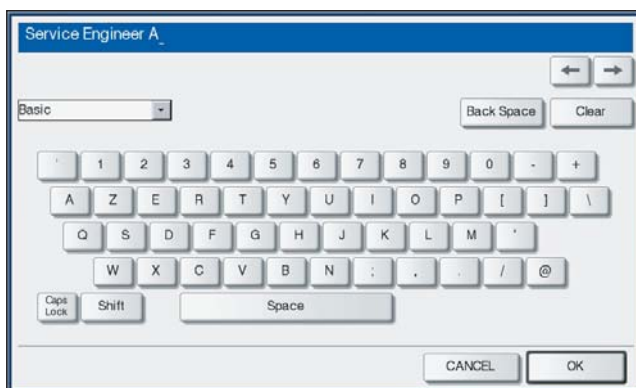 Service Engineer A_
← →
Basic Back Space Clear
' 1 2 3 4 5 6 7 8 9 0 - +
A Z E R T Y U I O P [ ] \
Q S D F G H J K L M '
W X C V B N ; , . / @
Caps Lock Shift Space
CANCEL OK